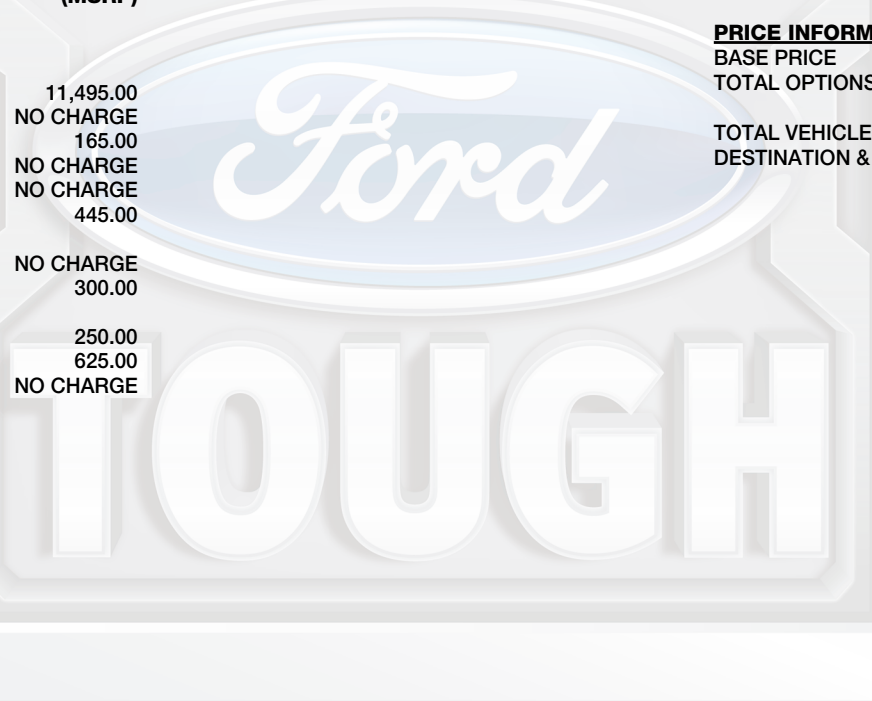 (MSRP)
11,495.00
NO CHARGE
165.00
NO CHARGE
NO CHARGE
445.00
NO CHARGE
300.00
250.00
625.00
NO CHARGE
PRICE INFORM
BASE PRICE
TOTAL OPTIONS
TOTAL VEHICLE
DESTINATION &
Ford
TOUGH